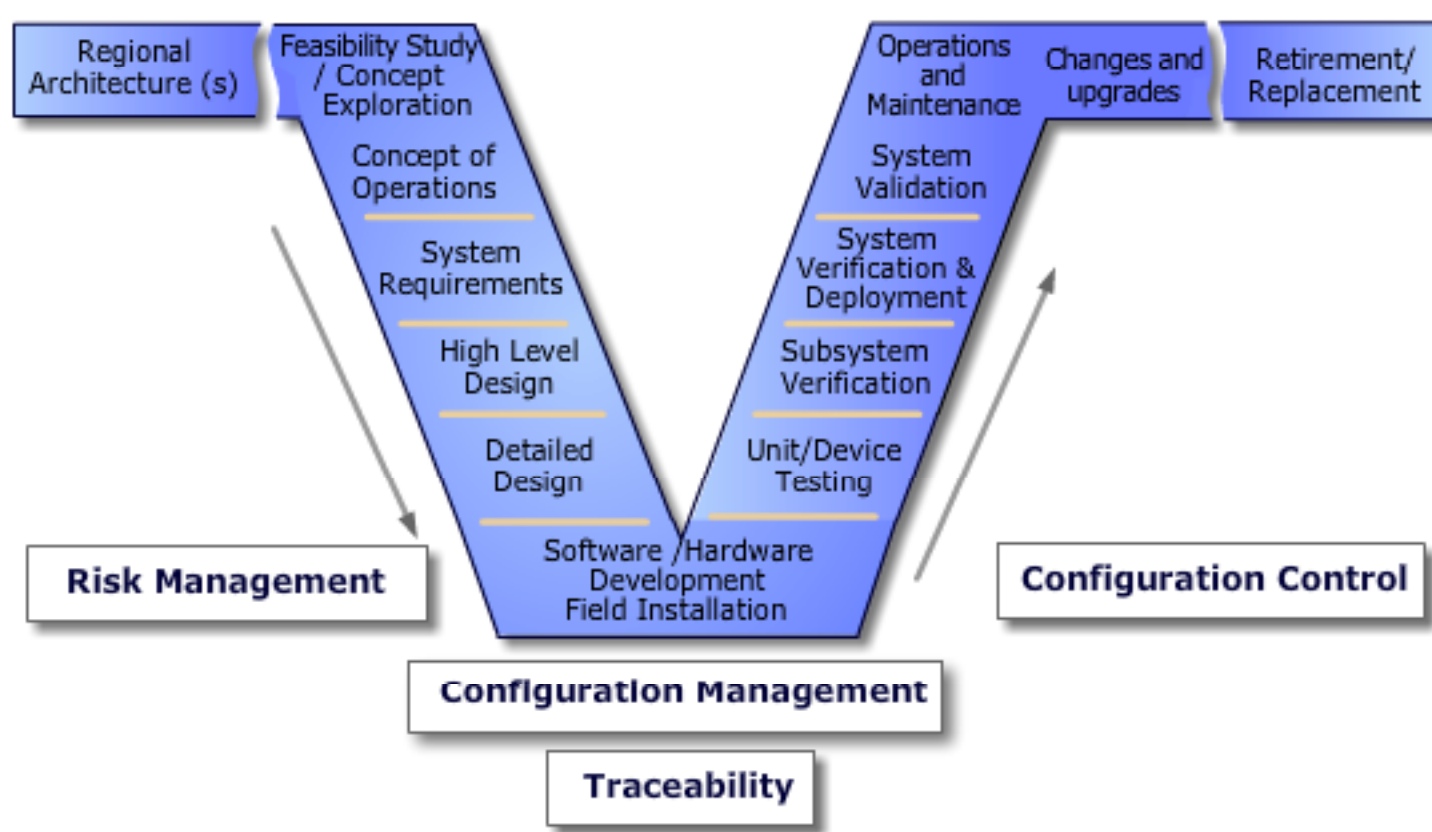 Regional
Architecture (s)
Feasibility Study
/ Concept
Exploration
Concept of
Operations
System
Requirements
High Level
Design
Detailed
Design
Software /Hardware
Development
Field Installation
Unit/Device
Testing
Subsystem
Verification
System
Verification &
Deployment
System
Validation
Operations
and
Maintenance
Changes and
upgrades
Retirement/
Replacement
Risk Management
Configuration Control
Configuration Management
Traceability